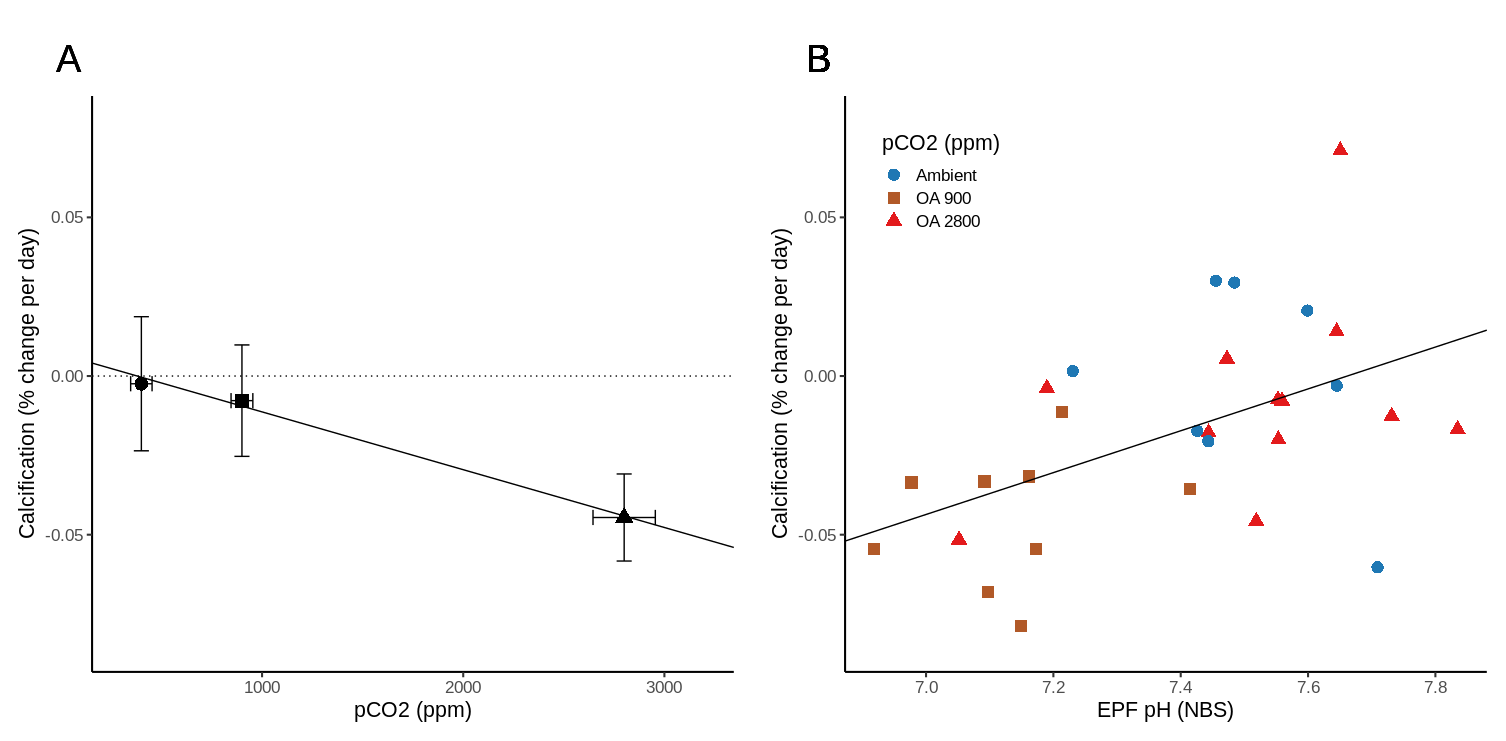 A
Calcification (% change per day)
0.05
0.00
-0.05
1000 2000 3000
pCO2 (ppm)
B
Calcification (% change per day)
0.05
0.00
-0.05
pCO2 (ppm)
Ambient
OA 900
OA 2800
7.0 7.2 7.4 7.6 7.8
EPF pH (NBS)